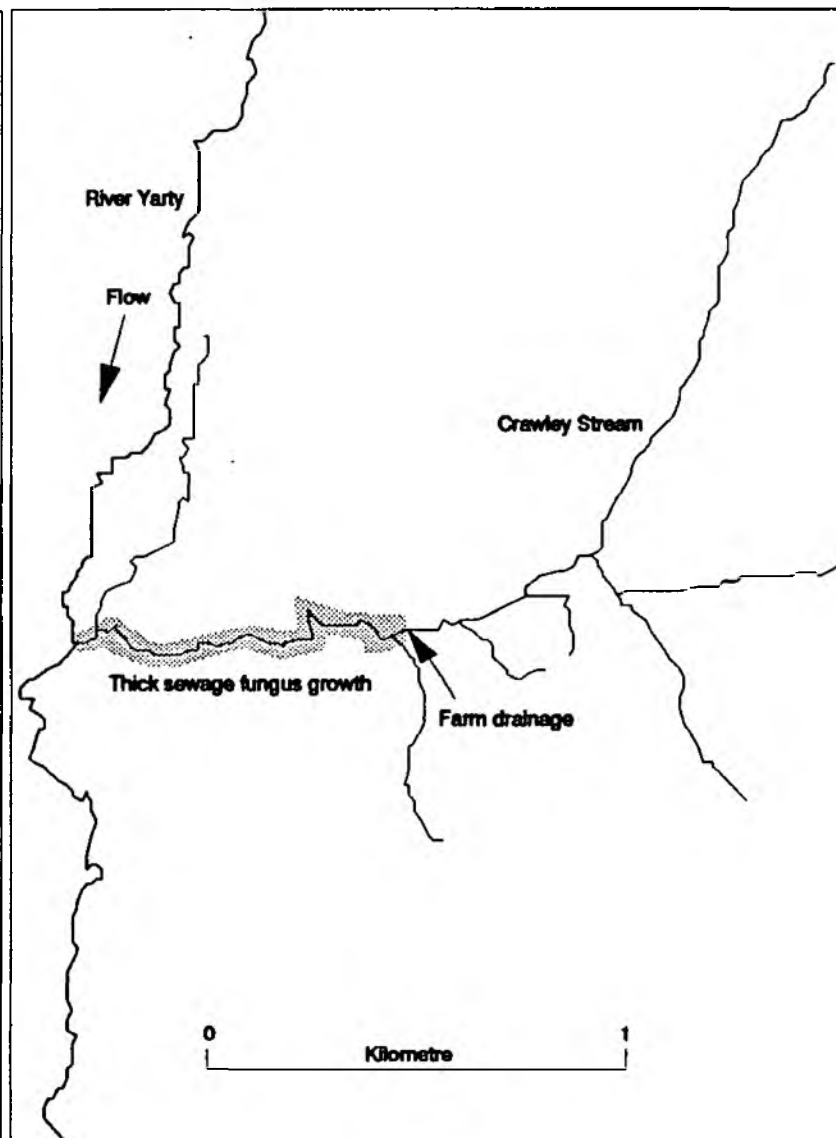 River Yarty
Flow
Crawley Stream
Thick sewage fungus growth
Farm drainage
0 1
Kilometre